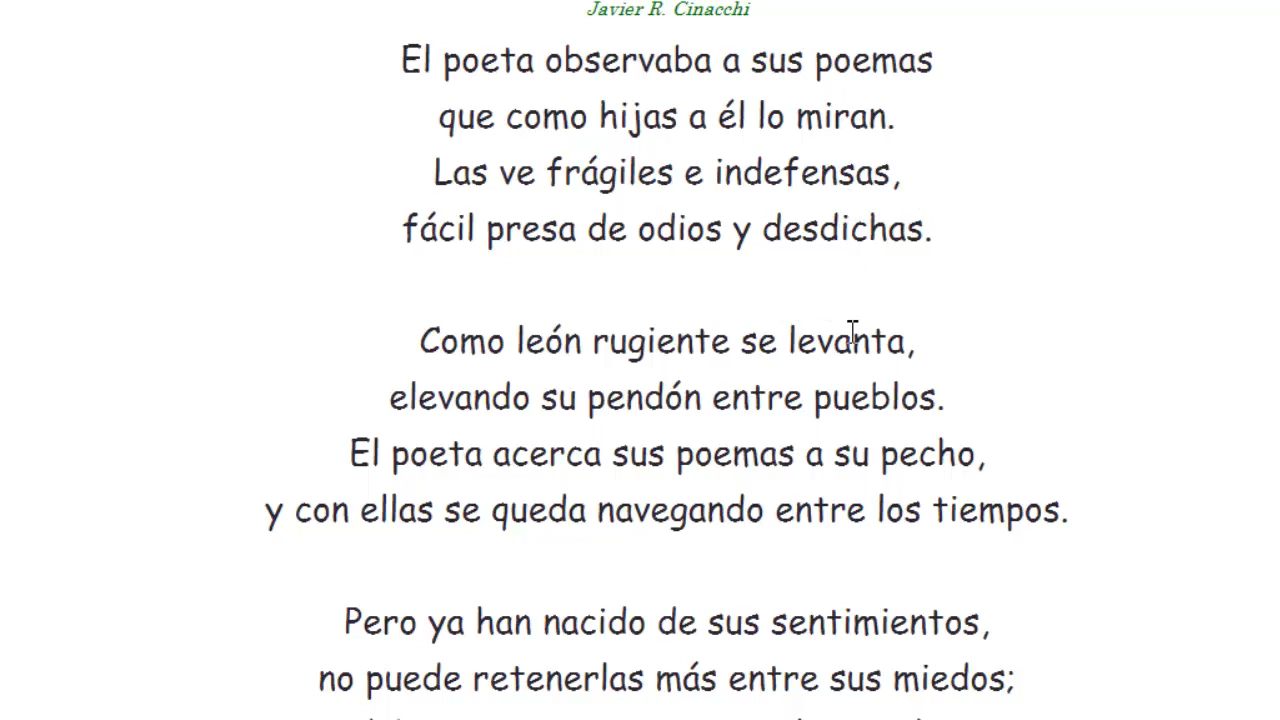 Javier R. Cinacchi
El poeta observaba a sus poemas
que como hijas a él lo miran.
Las ve frágiles e indefensas,
fácil presa de odios y desdichas.
Como león rugiente se levanta,
elevando su pendón entre pueblos.
El poeta acerca sus poemas a su pecho,
y con ellas se queda navegando entre los tiempos.
Pero ya han nacido de sus sentimientos,
no puede retenerlas más entre sus miedos;